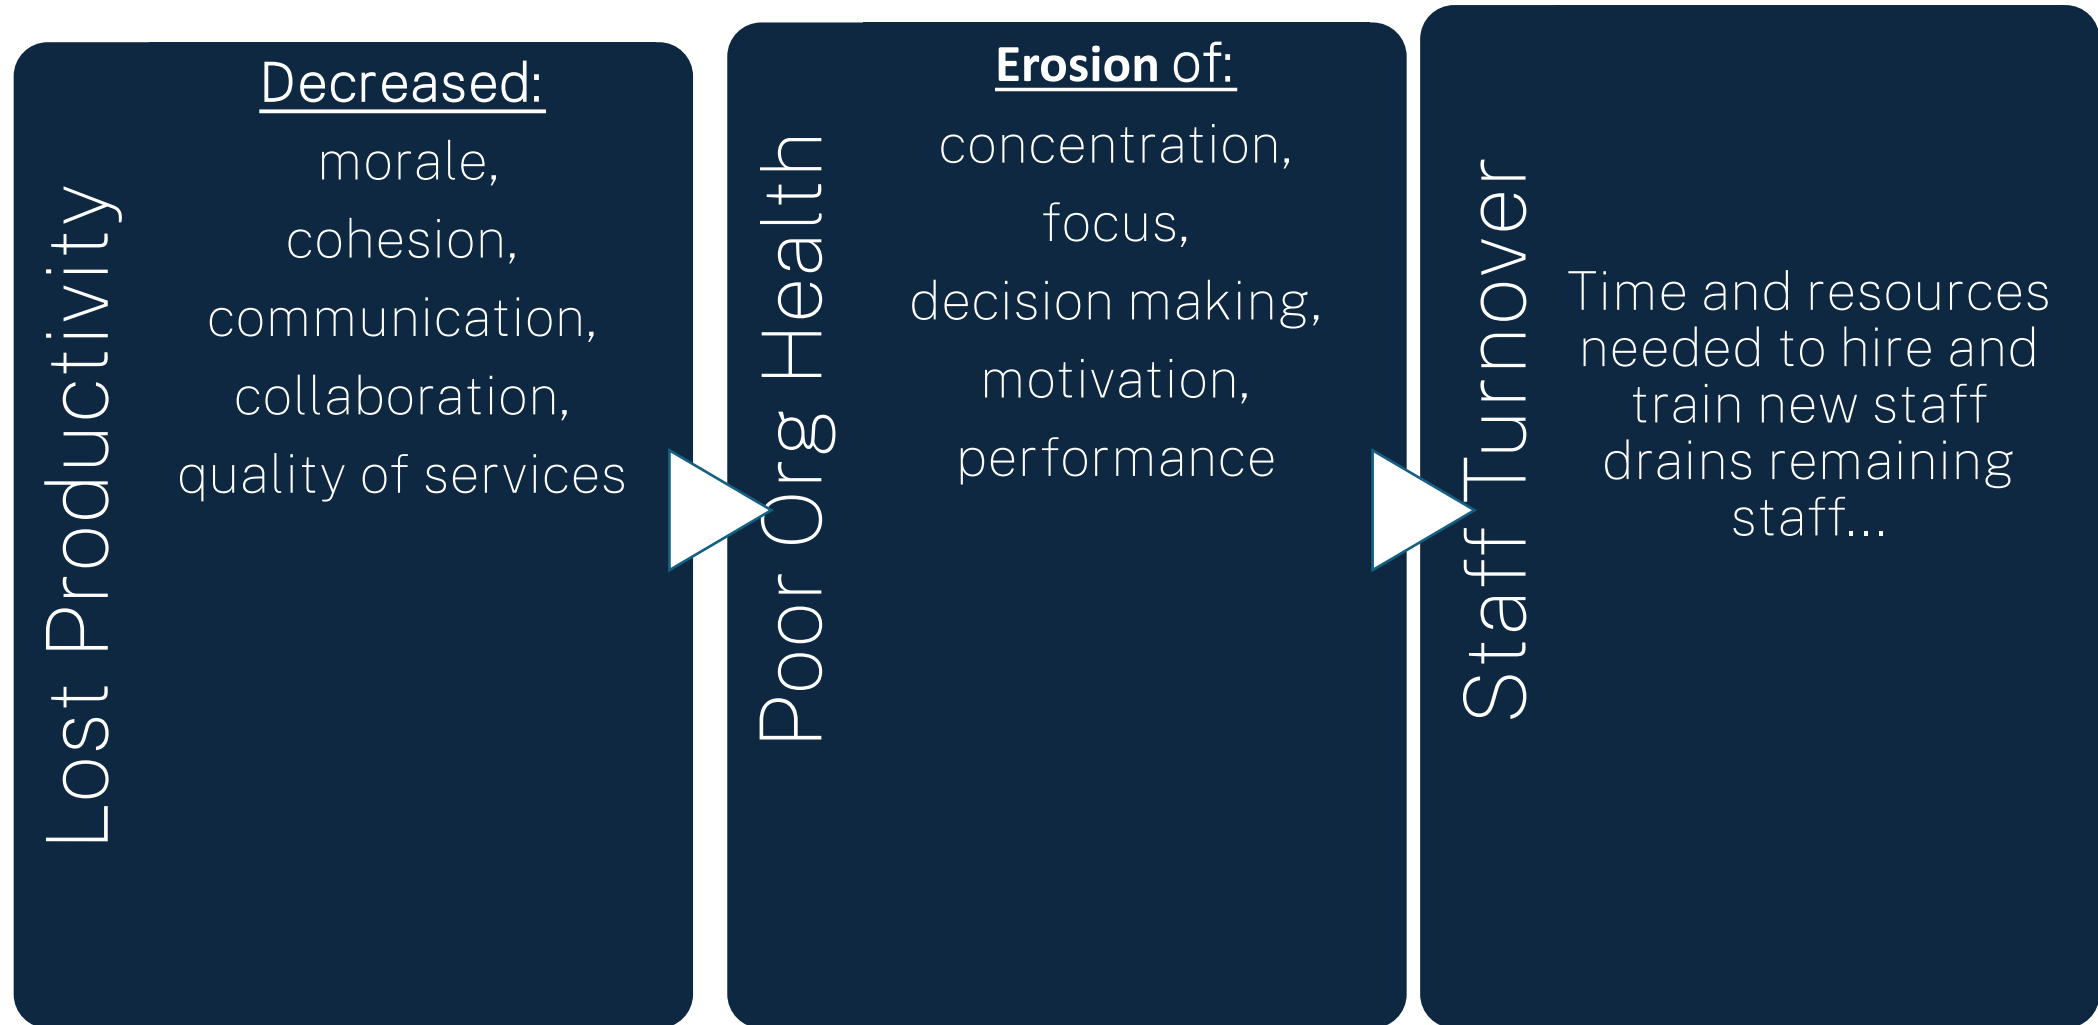 Lost Productivity
Decreased:
morale,
cohesion,
communication,
collaboration,
quality of services
Poor Org Health
Erosion of:
concentration,
focus,
decision making,
motivation,
performance
Staff Turnover
Time and resources
needed to hire and
train new staff
drains remaining
staff...